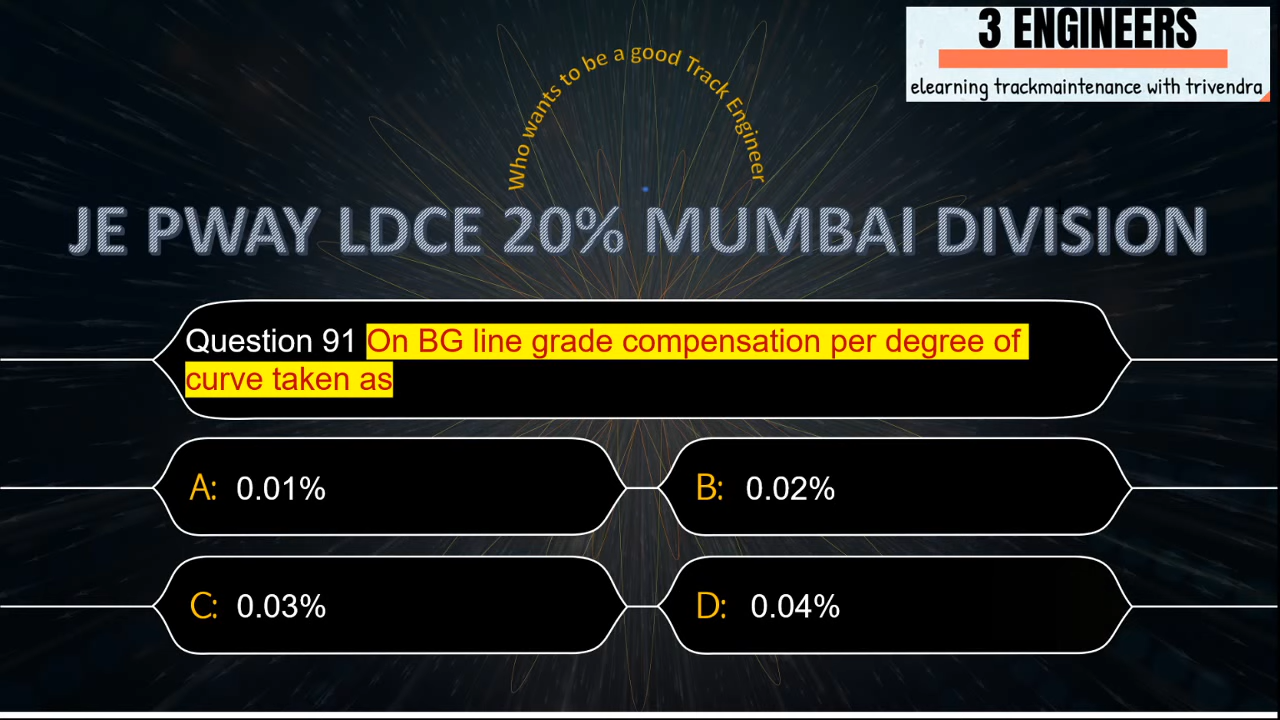 3 ENGINEERS
elearning trackmaintenance with trivendra
Who wants to be a good Track Engineer
JE PWAY LDCE 20% MUMBAI DIVISION
Question 91 On BG line grade compensation per degree of
curve taken as
A: 0.01%
B: 0.02%
C: 0.03%
D: 0.04%